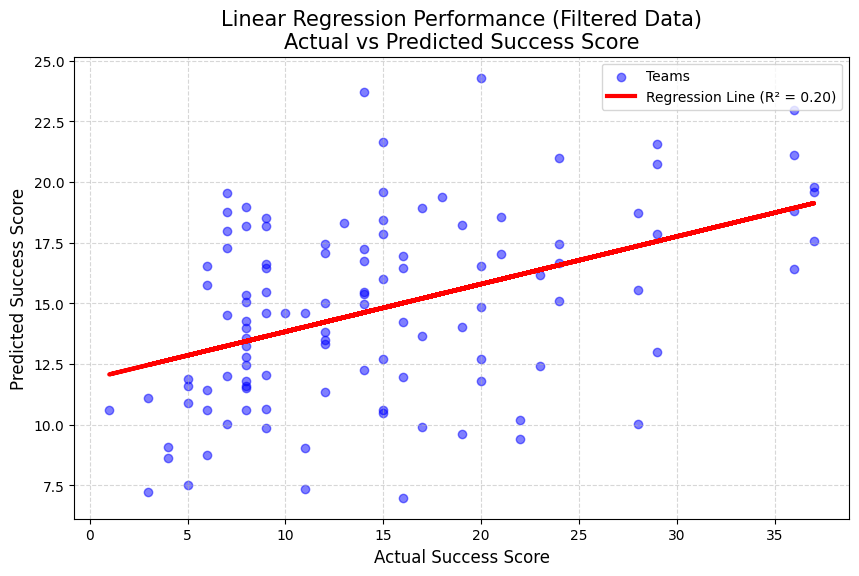 Linear Regression Performance (Filtered Data)
Actual vs Predicted Success Score
Teams
Regression Line (R² = 0.20)
Predicted Success Score
25.0
22.5
20.0
17.5
15.0
12.5
10.0
7.5
0 5 10 15 20 25 30 35
Actual Success Score